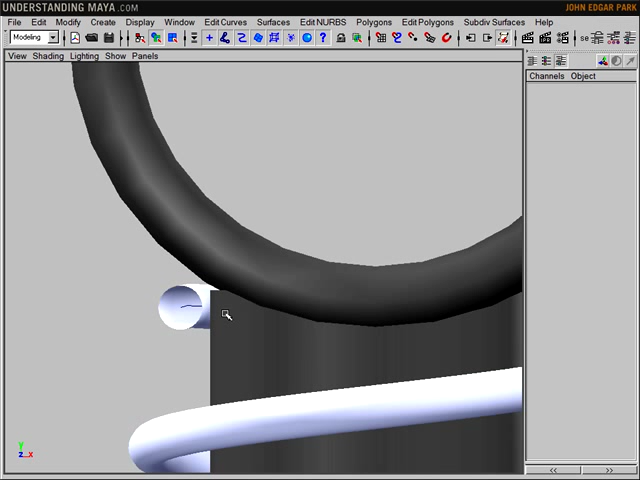 UNDERSTANDING MAYA.COM JOHN EDGAR PARK
File Edit Modify Create Display Window Edit Curves Surfaces Edit NURBS Polygons Edit Polygons Subdiv Surfaces Help
Modeling se
View Shading Lighting Show Panels
Channels Object
y
z x
<< >>